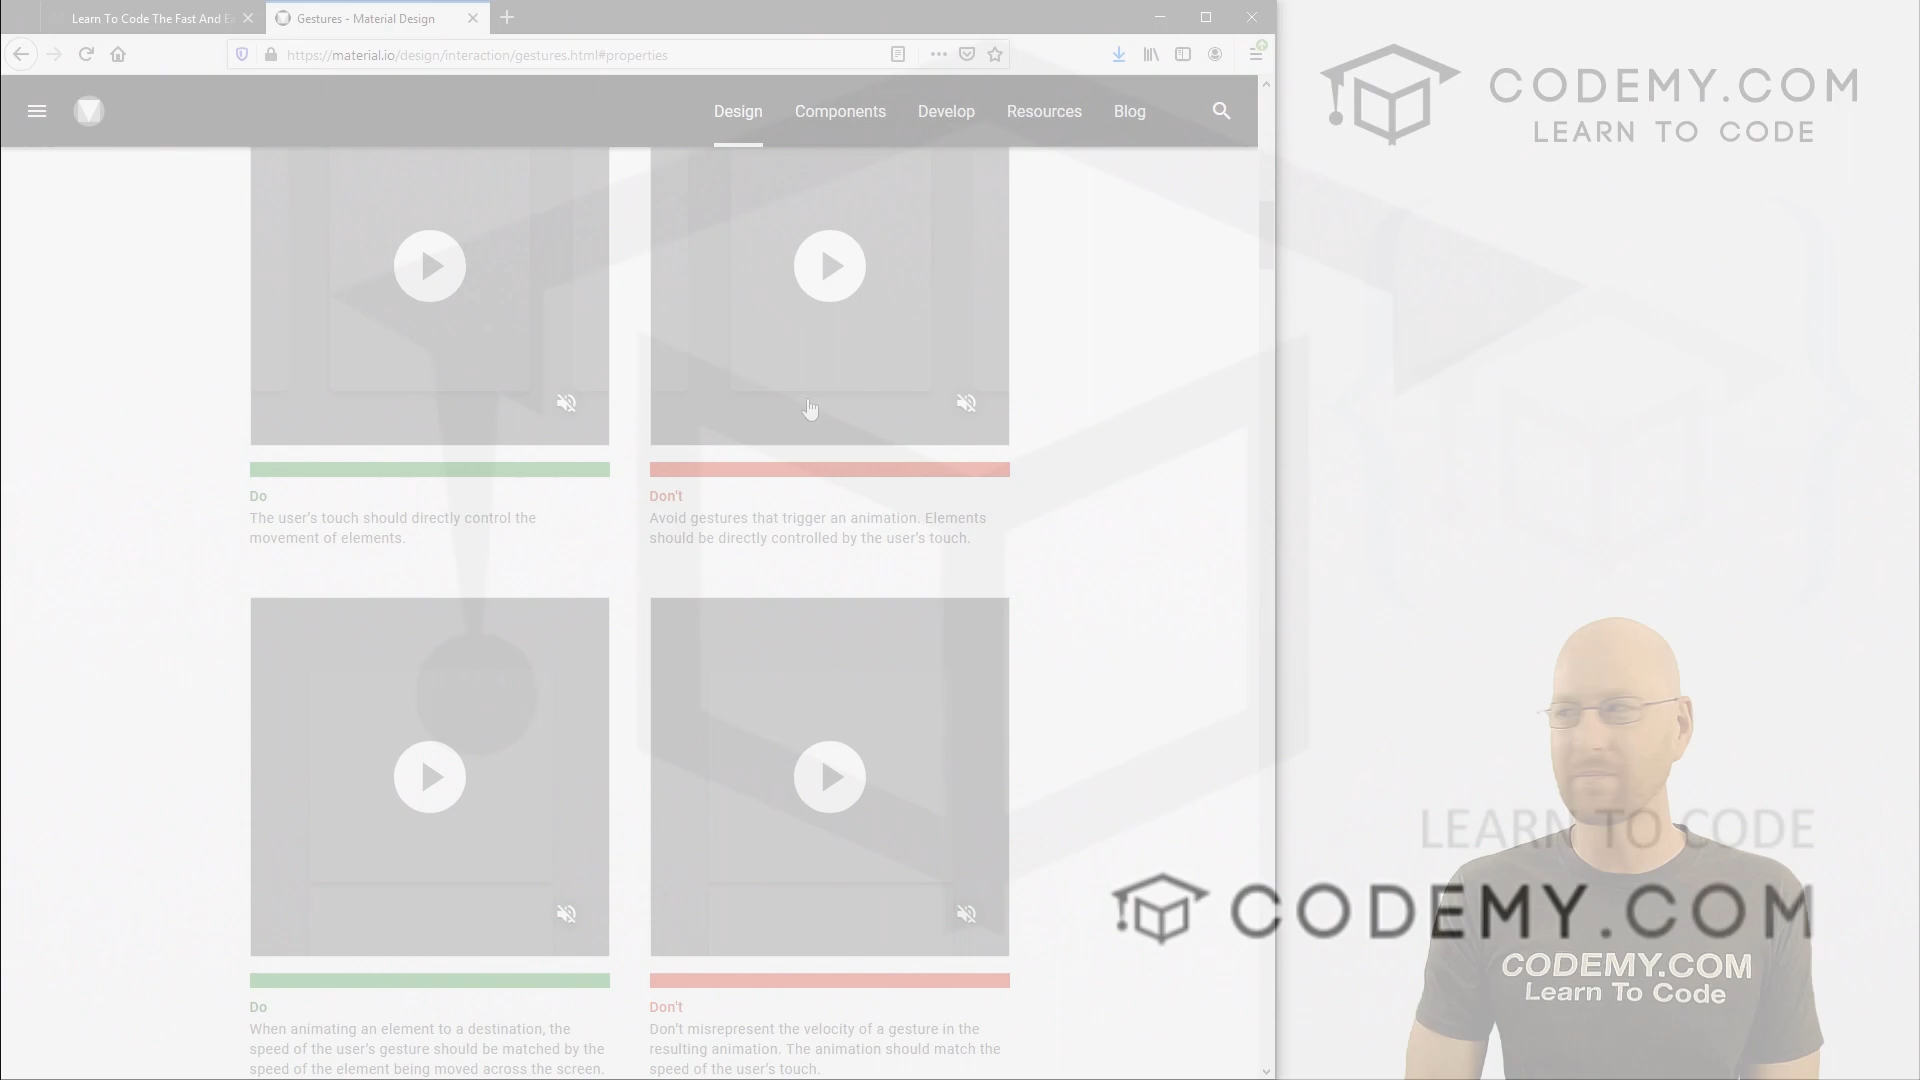 Learn To Code The Fast And Ea
Gestures - Material Design
https://material.io/design/interaction/gestures.html#properties
Design
Components
Develop
Resources
Blog
CODEMY.COM
LEARN TO CODE
Do
The user's touch should directly control the
movement of elements.
Don't
Avoid gestures that trigger an animation. Elements
should be directly controlled by the user's touch.
Do
When animating an element to a destination, the
speed of the user's gesture should be matched by the
speed of the element being moved across the screen.
Don't
Don't misrepresent the velocity of a gesture in the
resulting animation. The animation should match the
speed of the user's touch.
LEARN TO CODE
CODEMY.COM
CODEMY.COM
Learn To Code